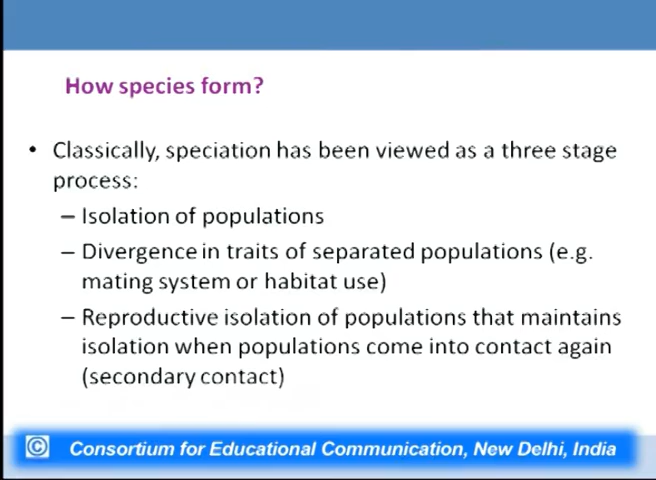 How species form?
• Classically, speciation has been viewed as a three stage
process:
– Isolation of populations
– Divergence in traits of separated populations (e.g.
mating system or habitat use)
– Reproductive isolation of populations that maintains
isolation when populations come into contact again
(secondary contact)
© Consortium for Educational Communication, New Delhi, India